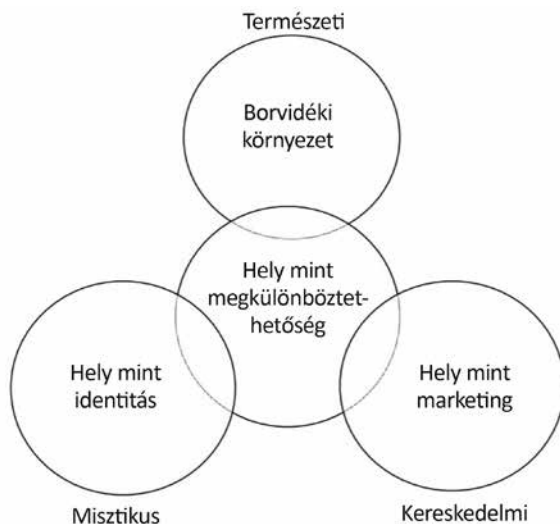 Természeti
Borvidéki
környezet
Hely mint
megkülönböztet-
hetőség
Hely mint
identitás
Hely mint
marketing
Misztikus
Kereskedelmi